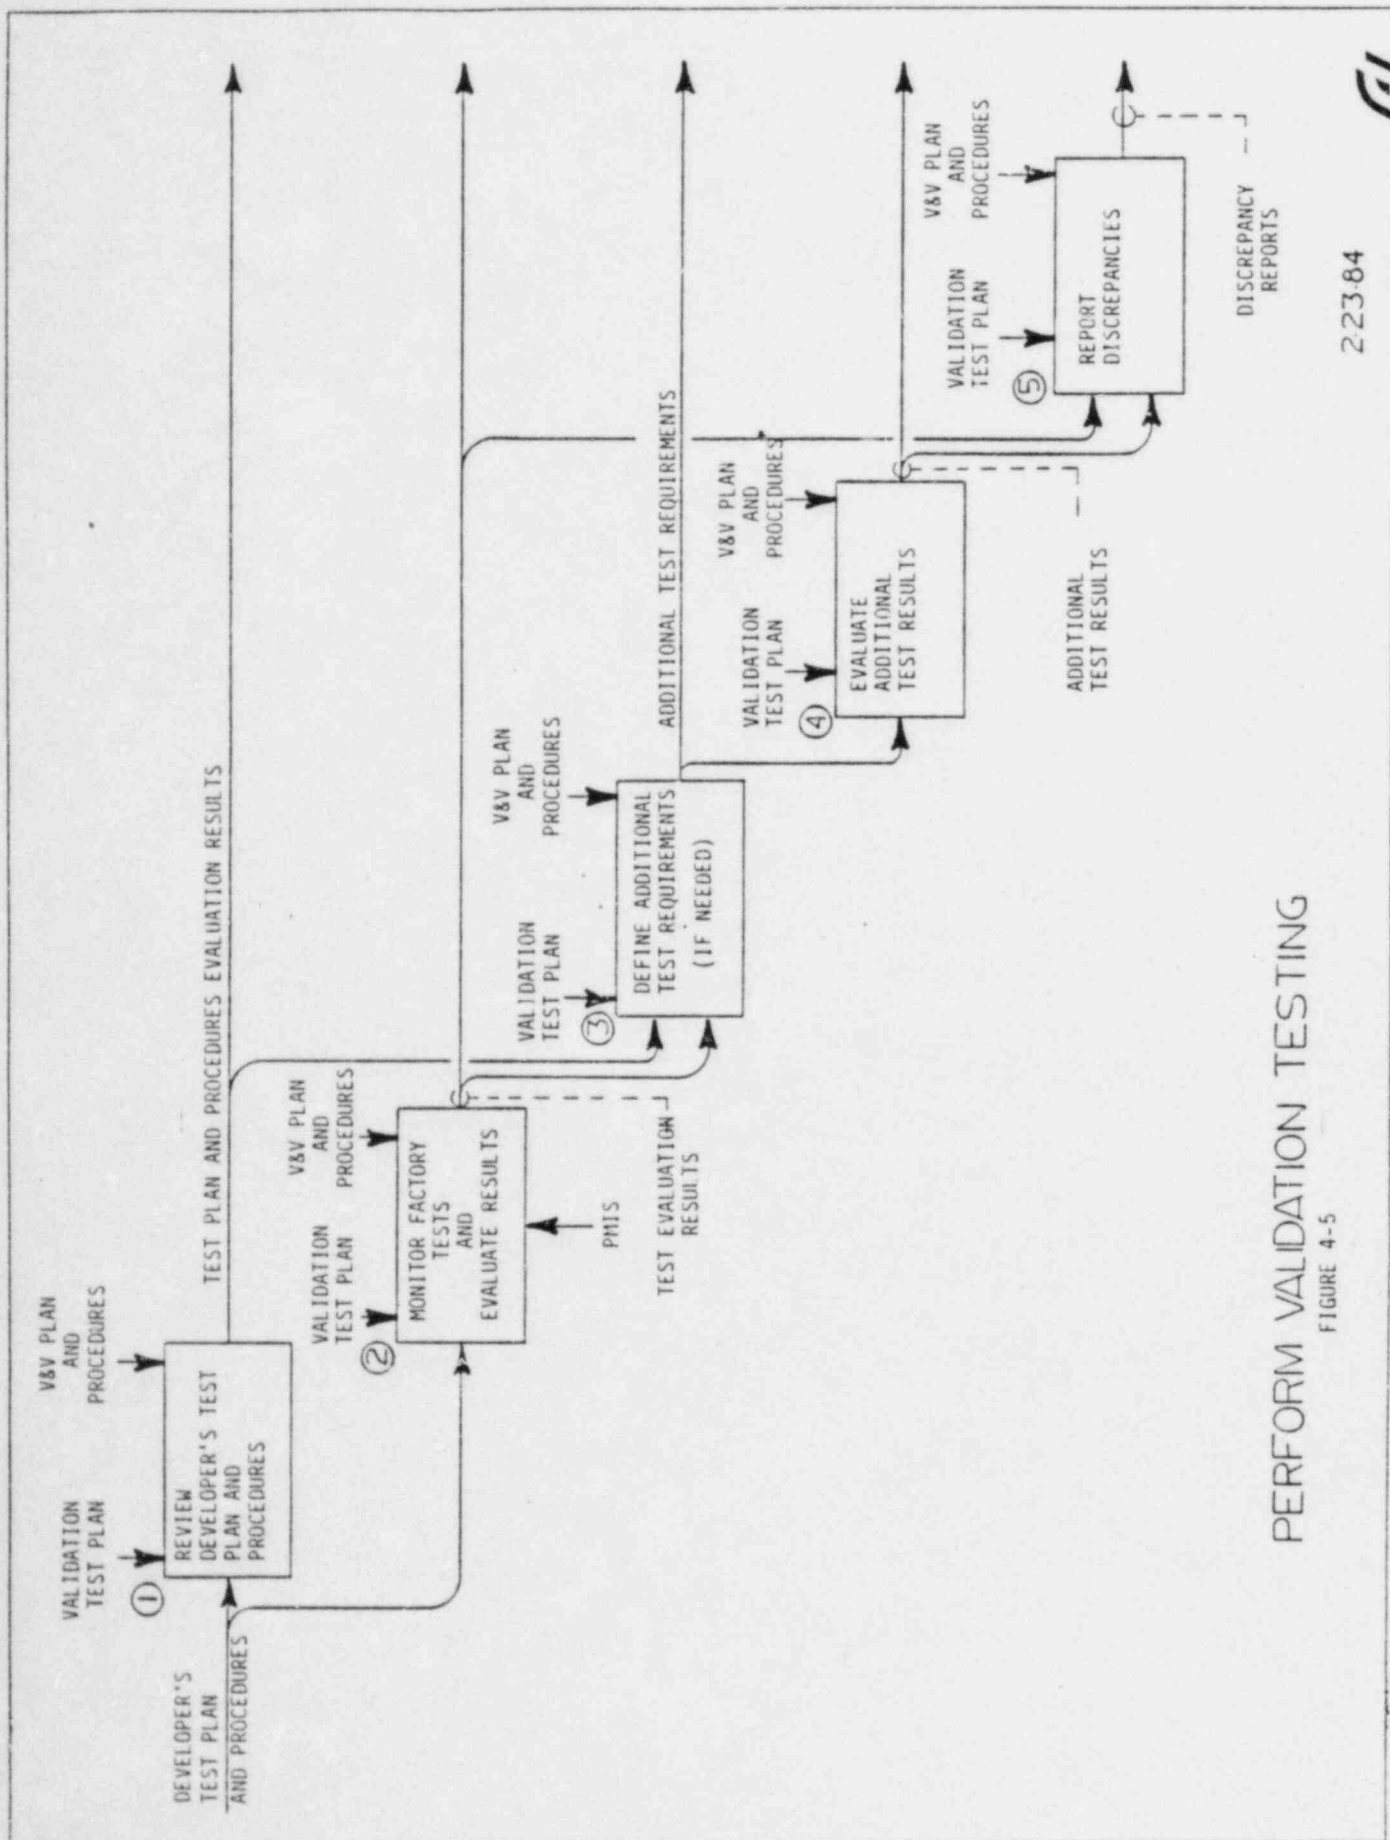 VALIDATION
TEST PLAN
V&V PLAN
AND
PROCEDURES
DEVELOPER'S
TEST PLAN
AND PROCEDURES
1
REVIEW
DEVELOPER'S TEST
PLAN AND
PROCEDURES
TEST PLAN AND PROCEDURES EVALUATION RESULTS
VALIDATION
TEST PLAN
V&V PLAN
AND
PROCEDURES
2
MONITOR FACTORY
TESTS
AND
EVALUATE RESULTS
PMIS
TEST EVALUATION
RESULTS
VALIDATION
TEST PLAN
V&V PLAN
AND
PROCEDURES
3
DEFINE ADDITIONAL
TEST REQUIREMENTS
(IF NEEDED)
ADDITIONAL TEST REQUIREMENTS
VALIDATION
TEST PLAN
V&V PLAN
AND
PROCEDURES
4
EVALUATE
ADDITIONAL
TEST RESULTS
ADDITIONAL
TEST RESULTS
VALIDATION
TEST PLAN
V&V PLAN
AND
PROCEDURES
5
REPORT
DISCREPANCIES
DISCREPANCY
REPORTS
PERFORM VALIDATION TESTING
FIGURE 4-5
2-223-84